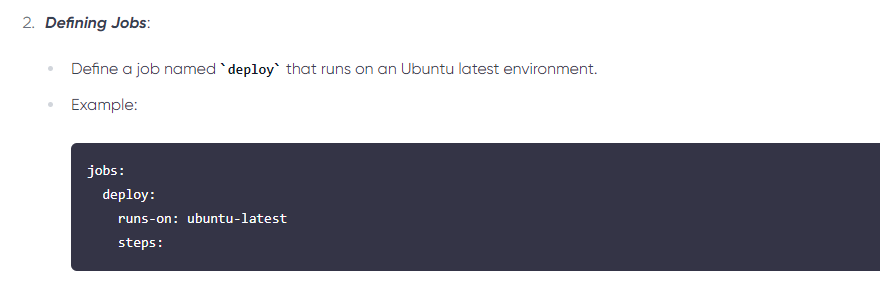 2. Defining Jobs:
Define a job named `deploy` that runs on an Ubuntu latest environment.
Example:
jobs:
  deploy:
    runs-on: ubuntu-latest
    steps: